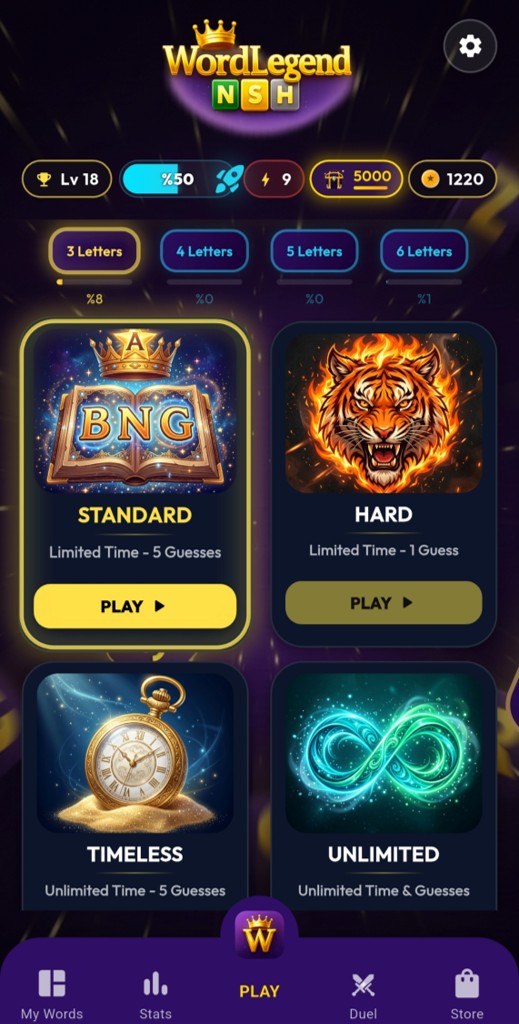 WordLegend
NSH
Lv 18
%50
9
5000
1220
3 Letters
4 Letters
5 Letters
6 Letters
%8
%0
%0
%1
A
BNG
STANDARD
Limited Time - 5 Guesses
PLAY
HARD
Limited Time - 1 Guess
PLAY
TIMELESS
Unlimited Time - 5 Guesses
UNLIMITED
Unlimited Time & Guesses
W
My Words
Stats
PLAY
Duel
Store